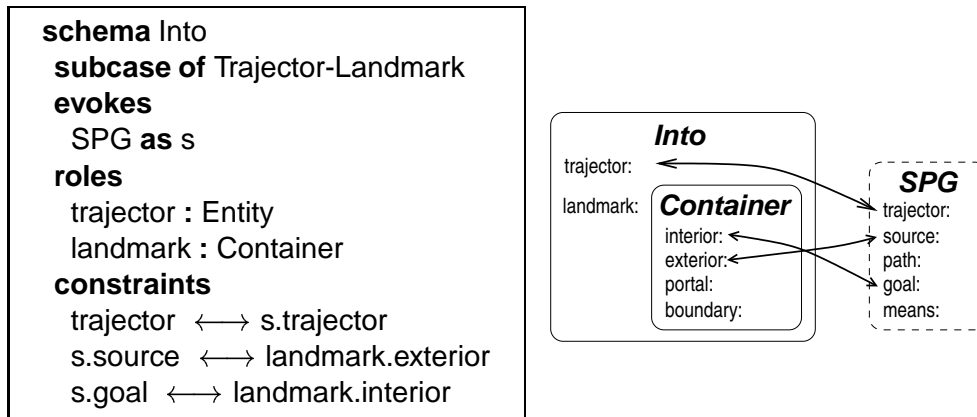 schema Into
subcase of Trajector-Landmark
evokes
SPG as s
roles
trajector : Entity
landmark : Container
constraints
trajector ⟷ s.trajector
s.source ⟷ landmark.exterior
s.goal ⟷ landmark.interior
Into
trajector:
landmark:
Container
interior:
exterior:
portal:
boundary:
SPG
trajector:
source:
path:
goal:
means: